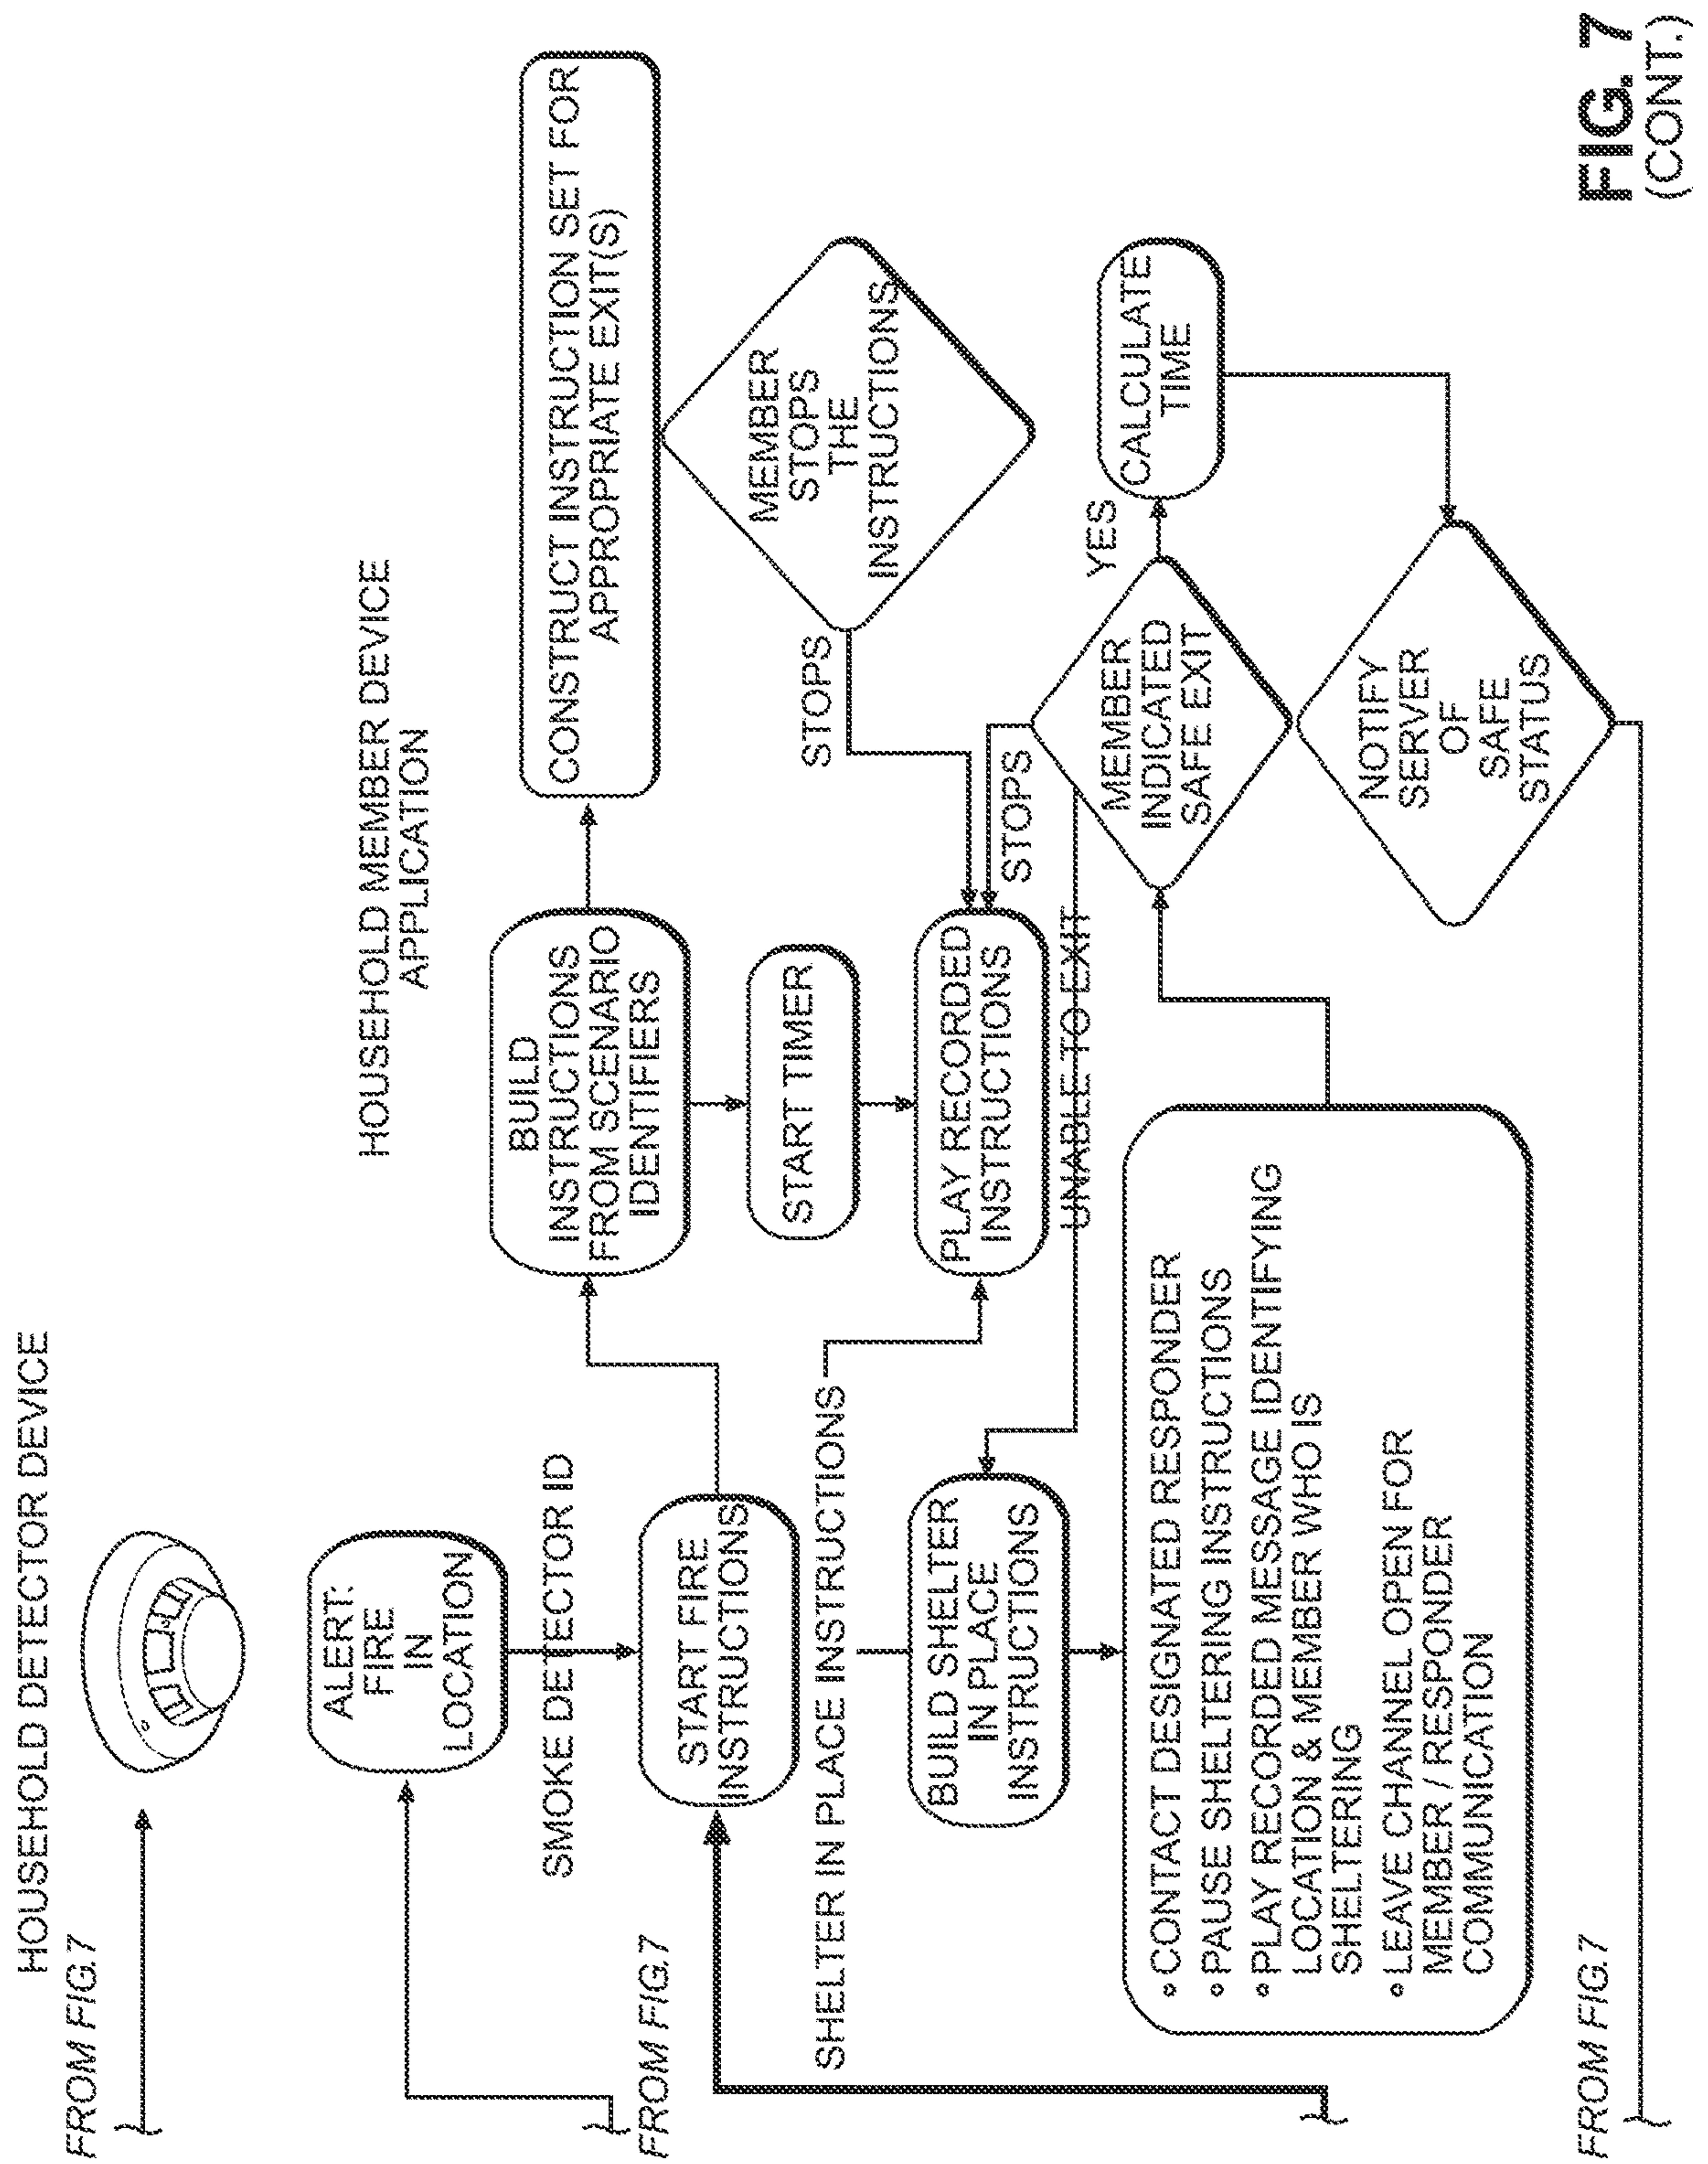 HOUSEHOLD DETECTOR DEVICE
FROM FIG.7
HOUSEHOLD MEMBER DEVICE
APPLICATION
ALERT:
FIRE
IN
LOCATION
SMOKE DETECTOR ID
FROM FIG.7
START FIRE
INSTRUCTIONS
BUILD
INSTRUCTIONS
FROM SCENARIO
IDENTIFIERS
CONSTRUCT INSTRUCTION SET FOR
APPROPRIATE EXIT(S)
START TIMER
MEMBER
STOPS
THE
INSTRUCTIONS
STOPS
SHELTER IN PLACE INSTRUCTIONS
PLAY RECORDED
INSTRUCTIONS
STOPS
BUILD SHELTER
IN PLACE
INSTRUCTIONS
UNABLE TO EXIT
MEMBER
INDICATED
SAFE EXIT
YES
CALCULATE
TIME
• CONTACT DESIGNATED RESPONDER
• PAUSE SHELTERING INSTRUCTIONS
• PLAY RECORDED MESSAGE IDENTIFYING
LOCATION & MEMBER WHO IS
SHELTERING
• LEAVE CHANNEL OPEN FOR
MEMBER / RESPONDER
COMMUNICATION
NOTIFY
SERVER
OF
SAFE
STATUS
FROM FIG.7
FIG. 7
(CONT.)